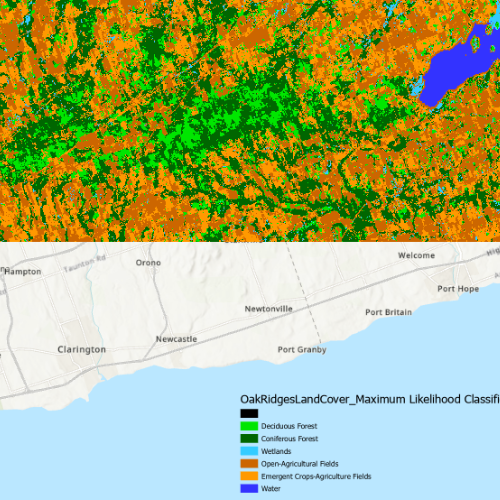 Welcome
High
Taunton Rd
Orono
Hampton
Port Hope
Newtonville
Port Britain
Newcastle
Clarington
Port Granby
OakRidgesLandCover_Maximum Likelihood Classifi
Deciduous Forest
Coniferous Forest
Wetlands
Open-Agricultural Fields
Emergent Crops-Agriculture Fields
Water